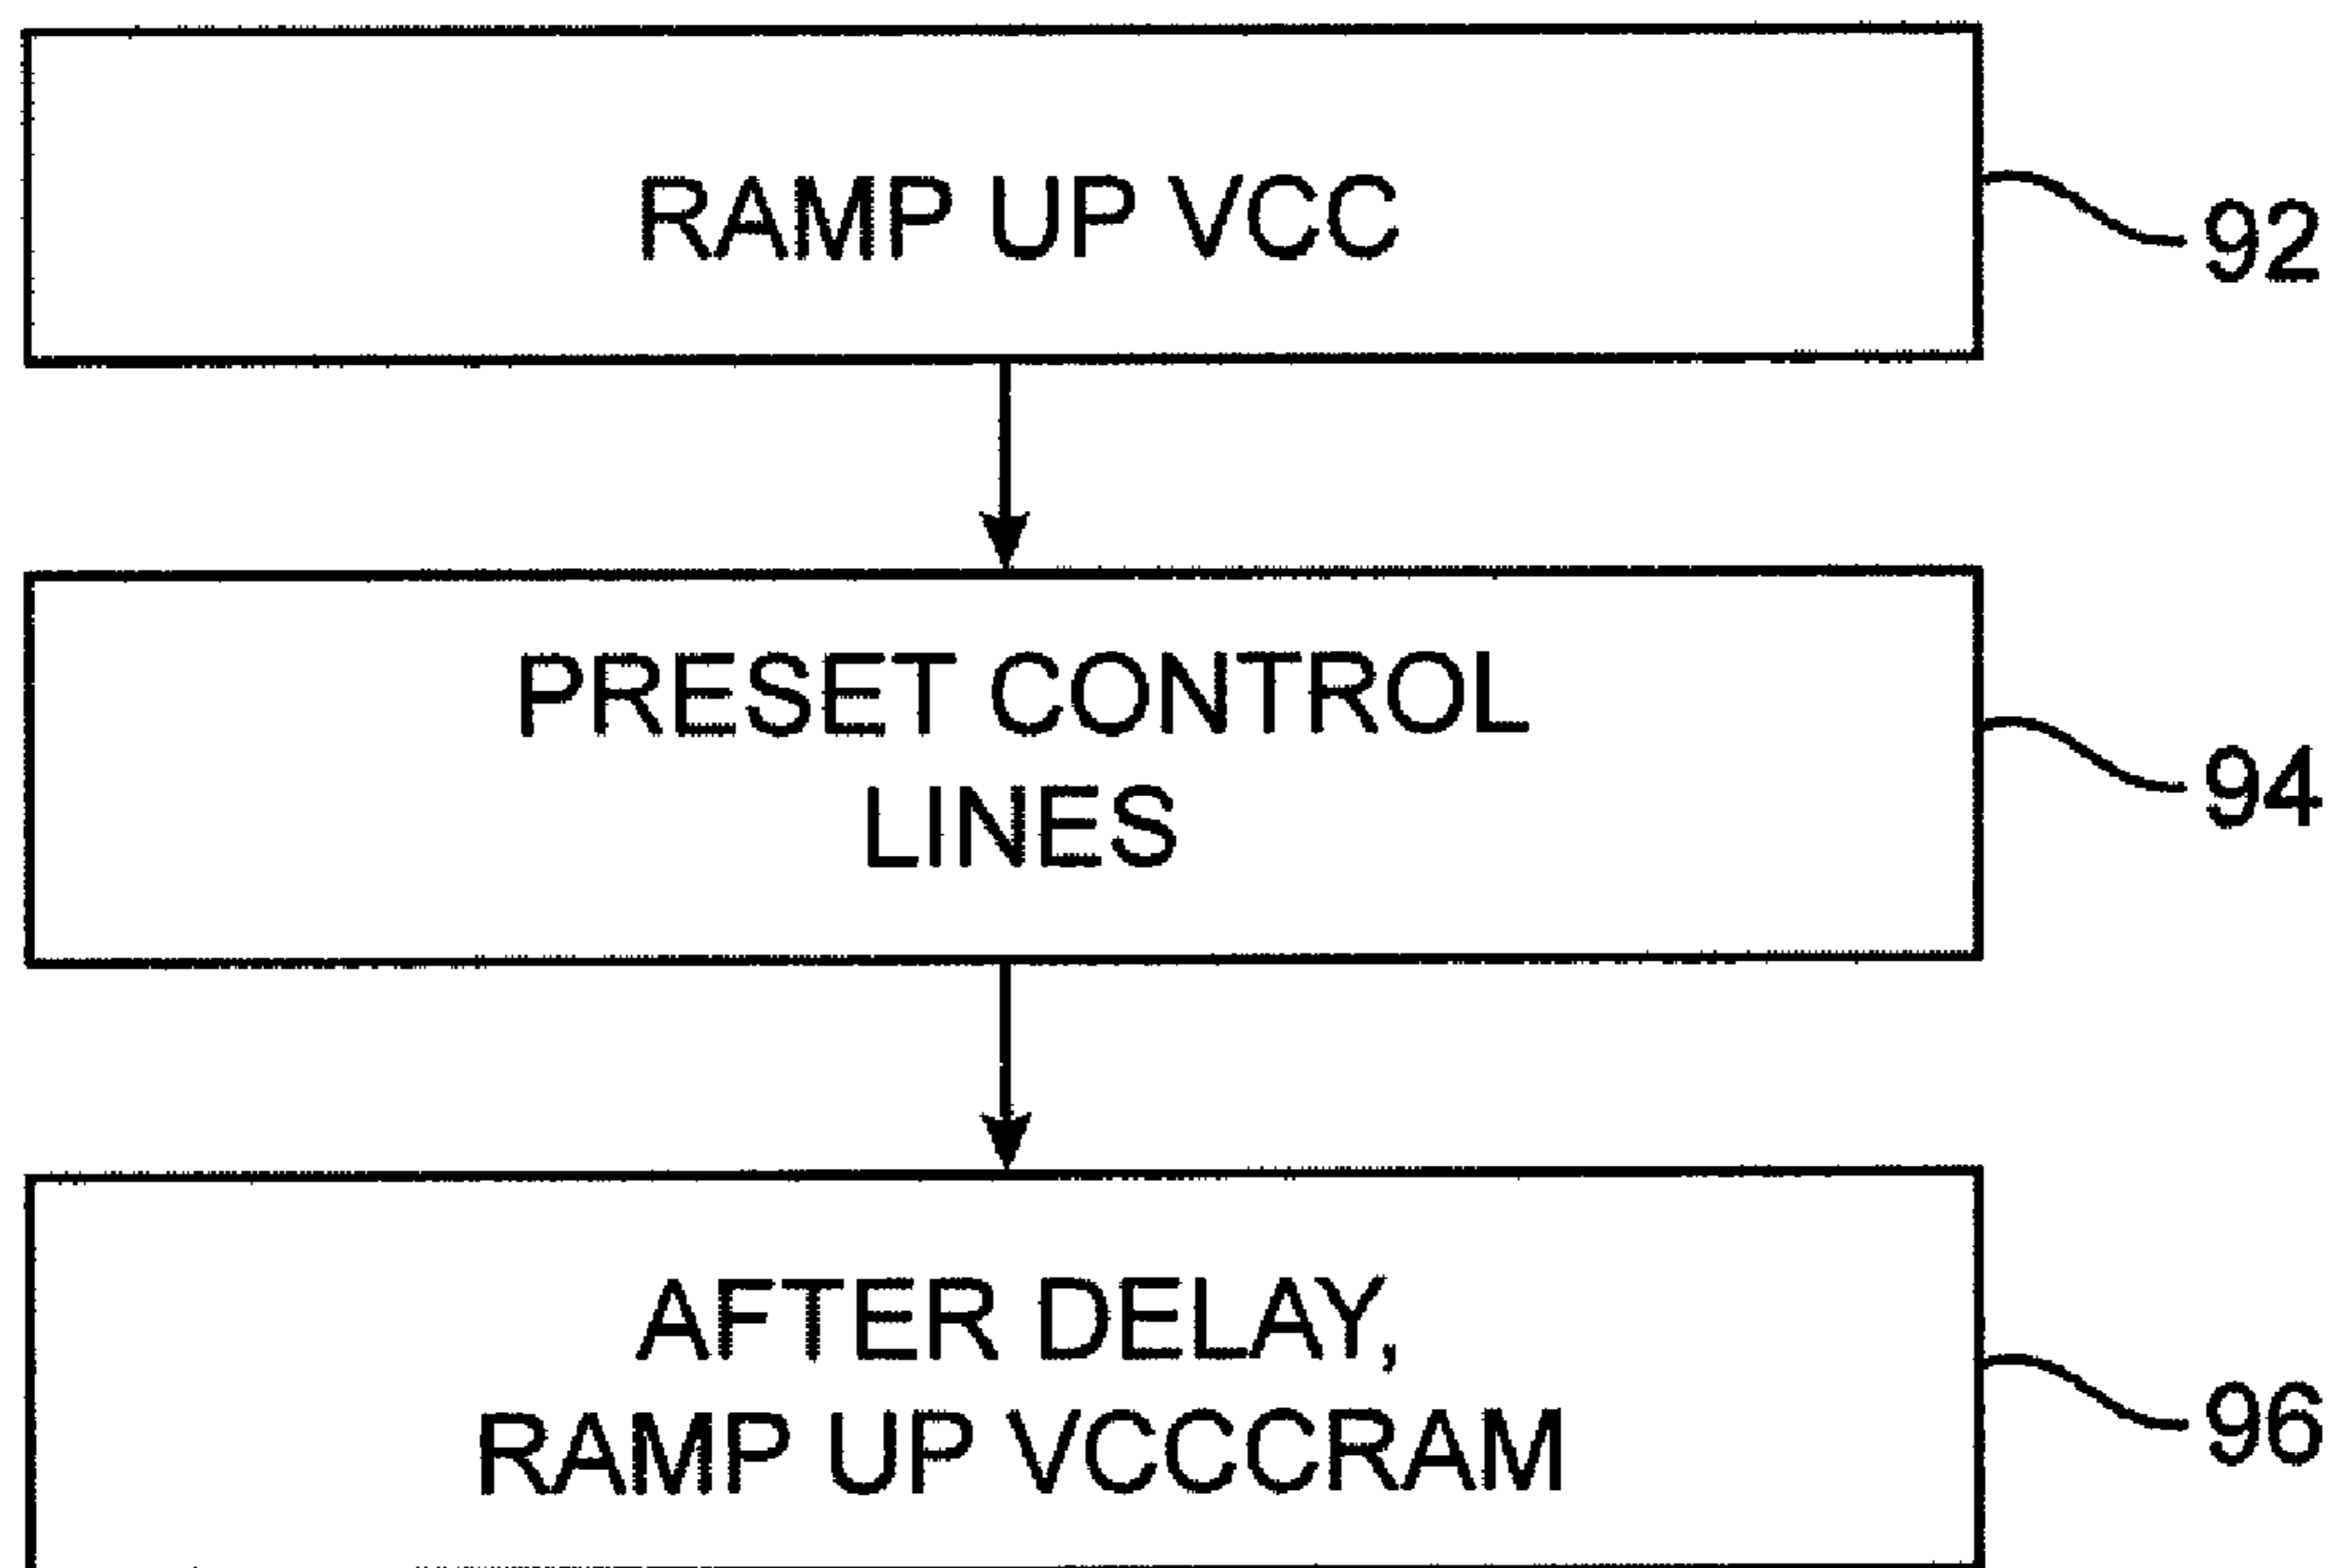 RAMP UP VCC
92
PRESET CONTROL
LINES
94
AFTER DELAY,
RAMP UP VCCCRAM
96